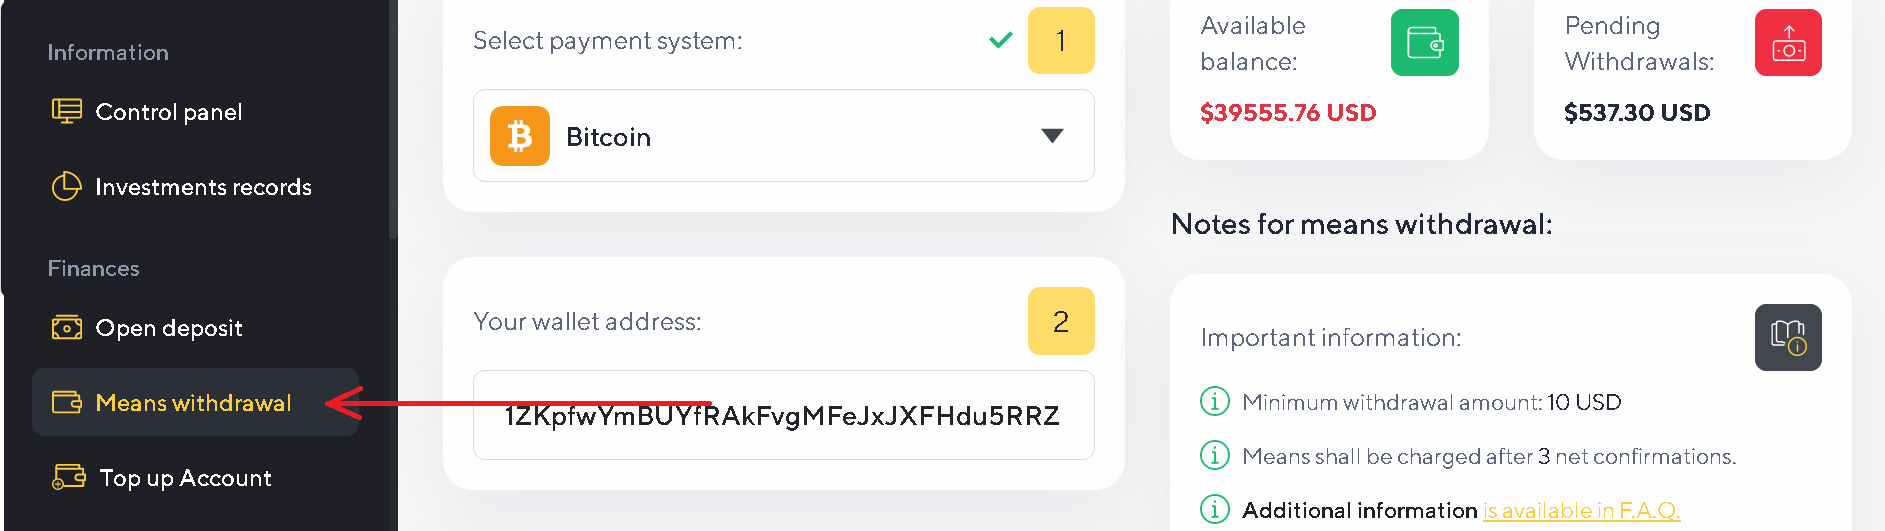 Information
Control panel
Investments records
Finances
Open deposit
Means withdrawal
Top up Account
Select payment system:
1
Bitcoin
Your wallet address:
2
1ZKpfwYmBUYfRAkFvgMFeJxJXFHdu5RRZ
Available
balance:
$39555.76 USD
Pending
Withdrawals:
$537.30 USD
Notes for means withdrawal:
Important information:
Minimum withdrawal amount: 10 USD
Means shall be charged after 3 net confirmations.
Additional information is available in F.A.Q.